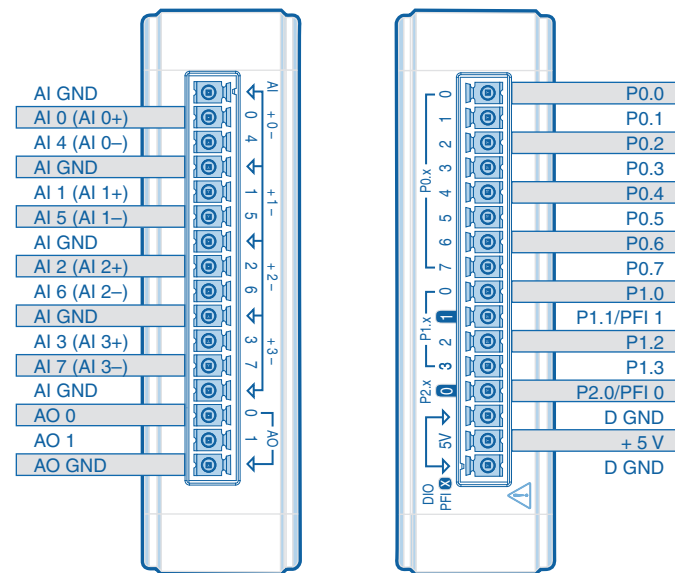 AI GND
AI 0 (AI 0+)
AI 4 (AI 0–)
AI GND
AI 1 (AI 1+)
AI 5 (AI 1–)
AI GND
AI 2 (AI 2+)
AI 6 (AI 2–)
AI GND
AI 3 (AI 3+)
AI 7 (AI 3–)
AI GND
AO 0
AO 1
AO GND
AI
0
4
1
5
2
6
3
7
0
1
+ 0 –
+ 1 –
+ 2 –
+ 3 –
AO
P0.x
0
1
2
3
4
5
6
7
P1.x
0
1
2
3
P2.x
0
5V
DIO
PFI X
P0.0
P0.1
P0.2
P0.3
P0.4
P0.5
P0.6
P0.7
P1.0
P1.1/PFI 1
P1.2
P1.3
P2.0/PFI 0
D GND
+ 5 V
D GND